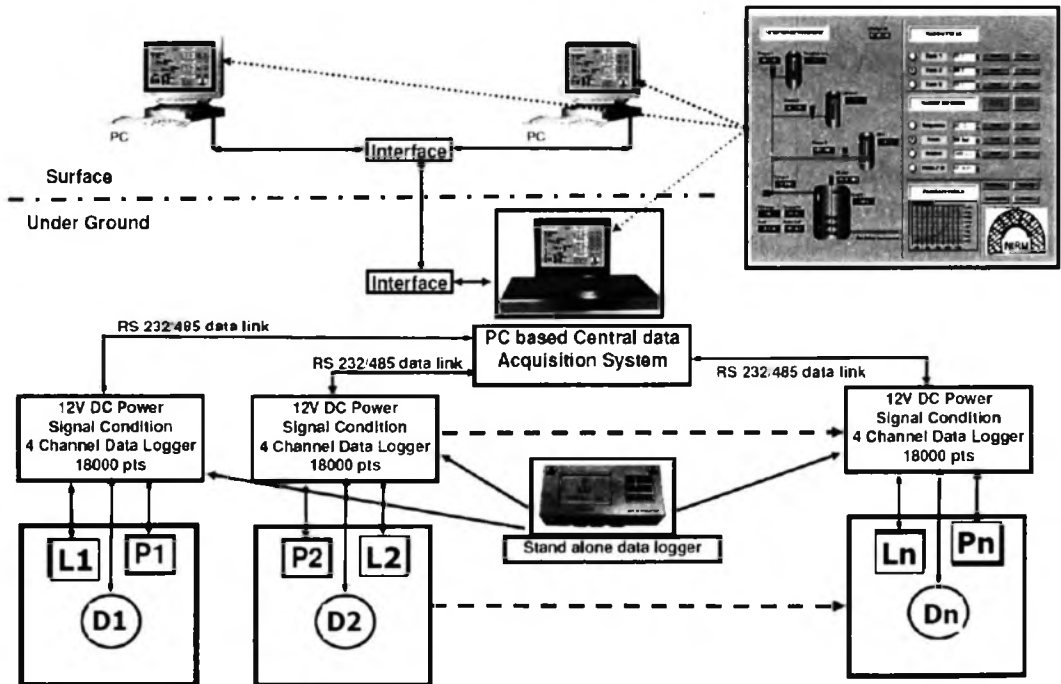 PC
PC
Interface
Surface
Under Ground
NIRM
Interface
RS 232/485 data link
PC based Central data
Acquisition System
RS 232/485 data link
RS 232/485 data link
12V DC Power
Signal Condition
4 Channel Data Logger
18000 pts
12V DC Power
Signal Condition
4 Channel Data Logger
18000 pts
12V DC Power
Signal Condition
4 Channel Data Logger
18000 pts
Stand alone data logger
L1
P1
D1
P2
L2
D2
Ln
Pn
Dn